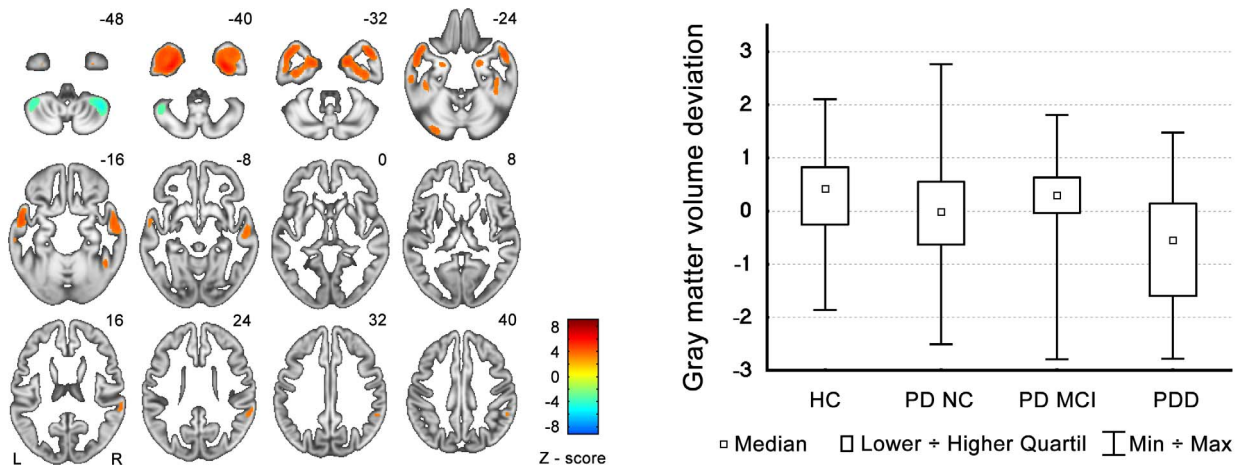 -48 -40 -32 -24
-16 -8 0 8
16 24 32 40
L R
8
4
2
0
-2
-4
-8
Z - score
Gray matter volume deviation
3
2
1
0
-1
-2
-3
HC PD NC PD MCI PDD
Median Lower ÷ Higher Quartil Min ÷ Max